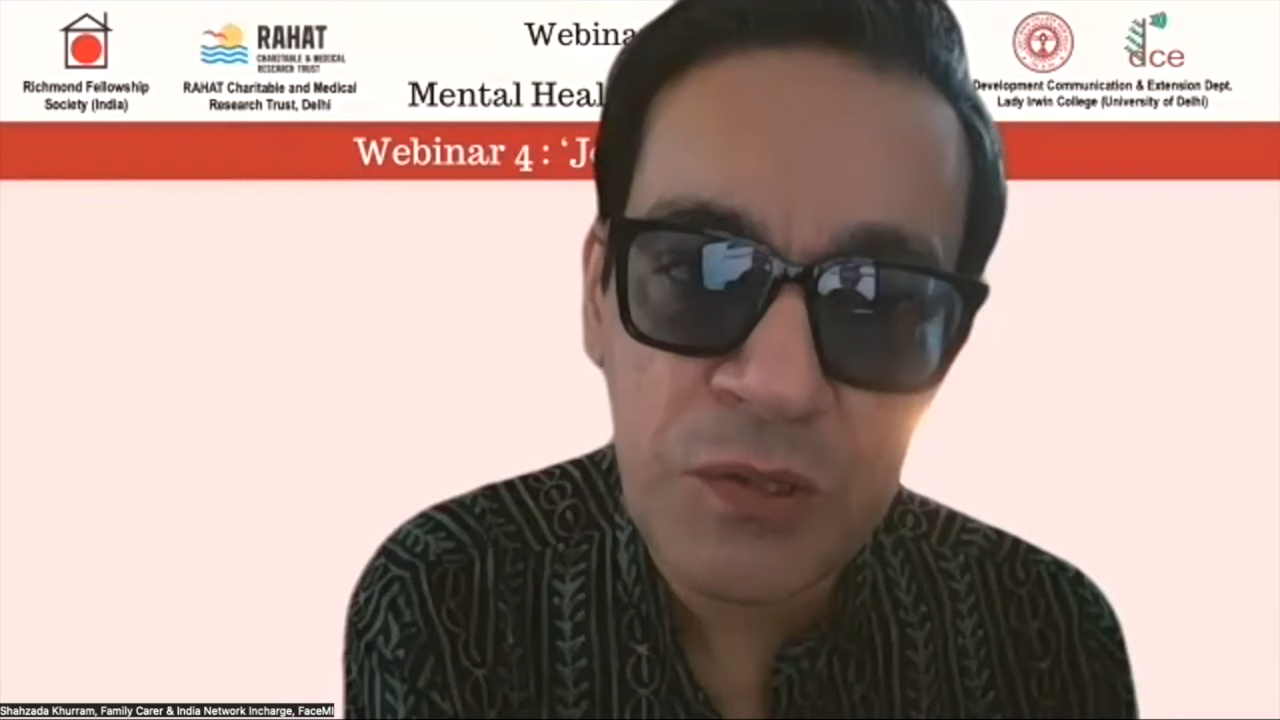 Richmond Fellowship
Society (India)
RAHAT
CHARITABLE & MEDICAL
RESEARCH TRUST
RAHAT Charitable and Medical
Research Trust, Delhi
Webina
Mental Heal
dce
Development Communication & Extension Dept.
Lady Irwin College (University of Delhi)
Webinar 4 : ‘Jo
Shahzada Khurram, Family Carer & India Network Incharge, FaceMI